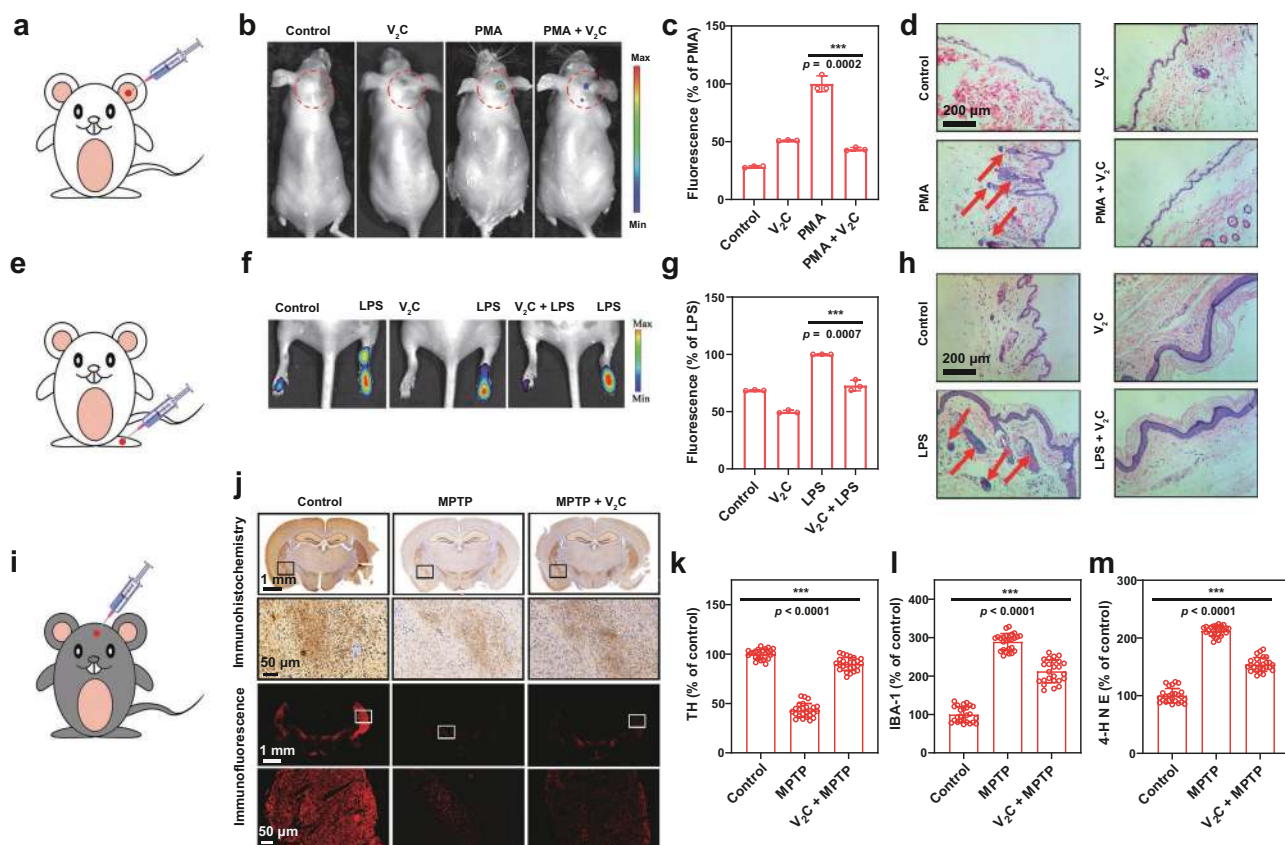 a
b
Control
V₂C
PMA
PMA + V₂C
Max
Min
c
Fluorescence (% of PMA)
150
100
50
0
***
p = 0.0002
Control
V₂C
PMA
PMA + V₂C
d
Control
200 µm
V₂C
PMA
PMA + V₂C
e
f
Control
LPS
V₂C
LPS
V₂C + LPS
LPS
Max
Min
g
Fluorescence (% of LPS)
150
100
50
0
***
p = 0.0007
Control
V₂C
LPS
V₂C + LPS
h
Control
200 µm
V₂C
LPS
LPS + V₂C
i
j
Control
MPTP
MPTP + V₂C
Immunohistochemistry
1 mm
50 µm
Immunofluorescence
1 mm
50 µm
k
TH (% of control)
150
100
50
0
***
p < 0.0001
Control
MPTP
V₂C + MPTP
l
IBA-1 (% of control)
400
300
200
100
0
***
p < 0.0001
Control
MPTP
V₂C + MPTP
m
4-H N E (% of control)
300
200
100
0
***
p < 0.0001
Control
MPTP
V₂C + MPTP